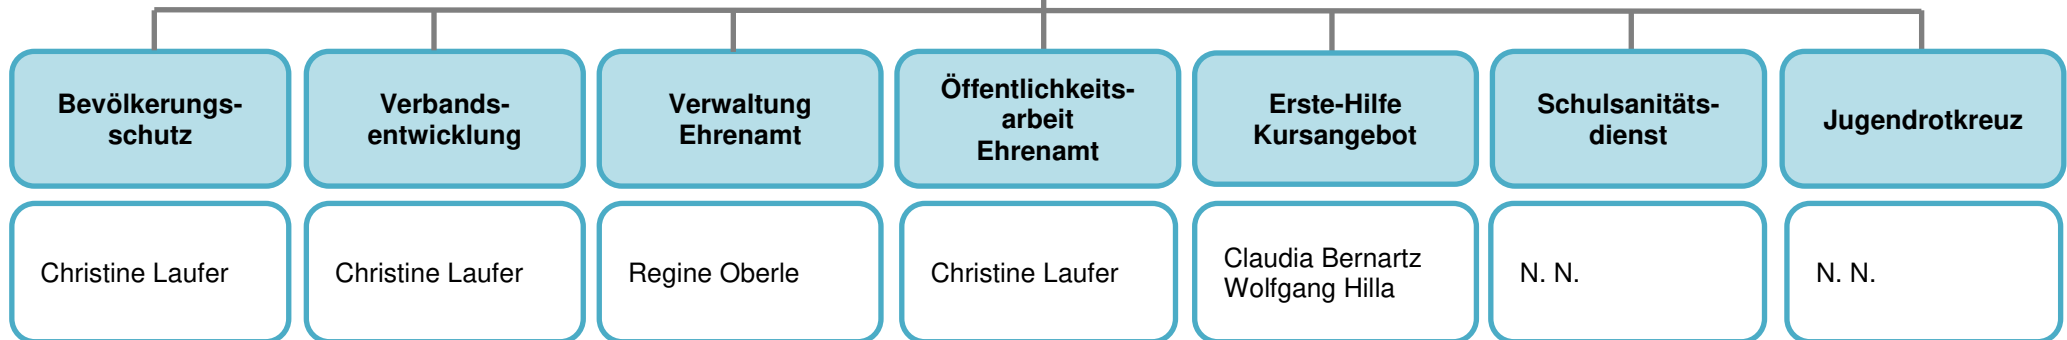 Bevölkerungs-
schutz
Verbands-
entwicklung
Verwaltung
Ehrenamt
Öffentlichkeits-
arbeit
Ehrenamt
Erste-Hilfe
Kursangebot
Schulsanitäts-
dienst
Jugendrotkreuz
Christine Laufer
Christine Laufer
Regine Oberle
Christine Laufer
Claudia Bernartz
Wolfgang Hilla
N. N.
N. N.